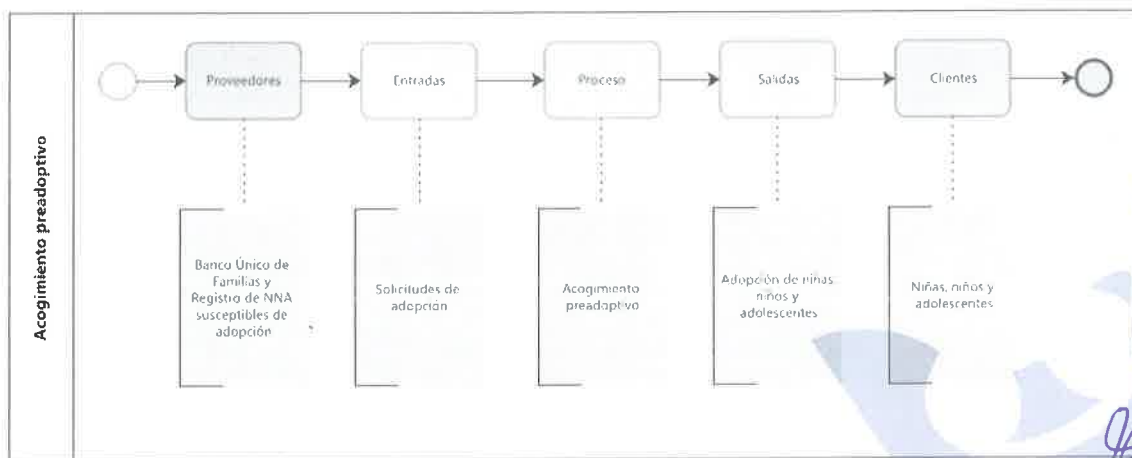 Acogimiento preadoptivo
Proveedores
Entradas
Proceso
Salidas
Clientes
Banco Único de
Familias y
Registro de NNA
susceptibles de
adopción
Solicitudes de
adopción
Acogimiento
preadoptivo
Adopción de niñas,
niños y
adolescentes
Niñas, niños y
adolescentes